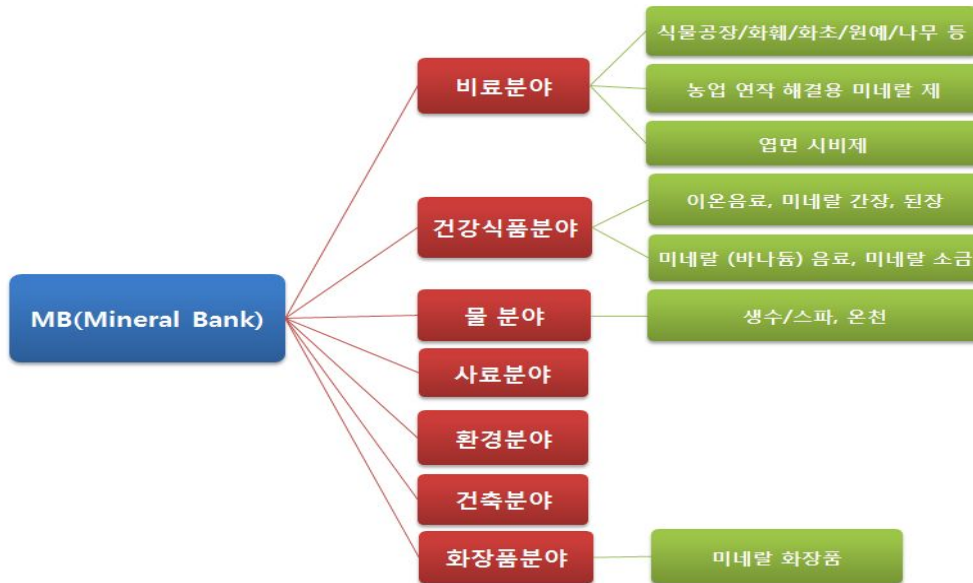 MB(Mineral Bank)
비료분야
식물공장/화훼/화초/원예/나무 등
농업 연작 해결용 미네랄 제
엽면 시비제
건강식품분야
이온음료, 미네랄 간장, 된장
미네랄 (바나듐) 음료, 미네랄 소금
물 분야
생수/스파, 온천
사료분야
환경분야
건축분야
화장품분야
미네랄 화장품